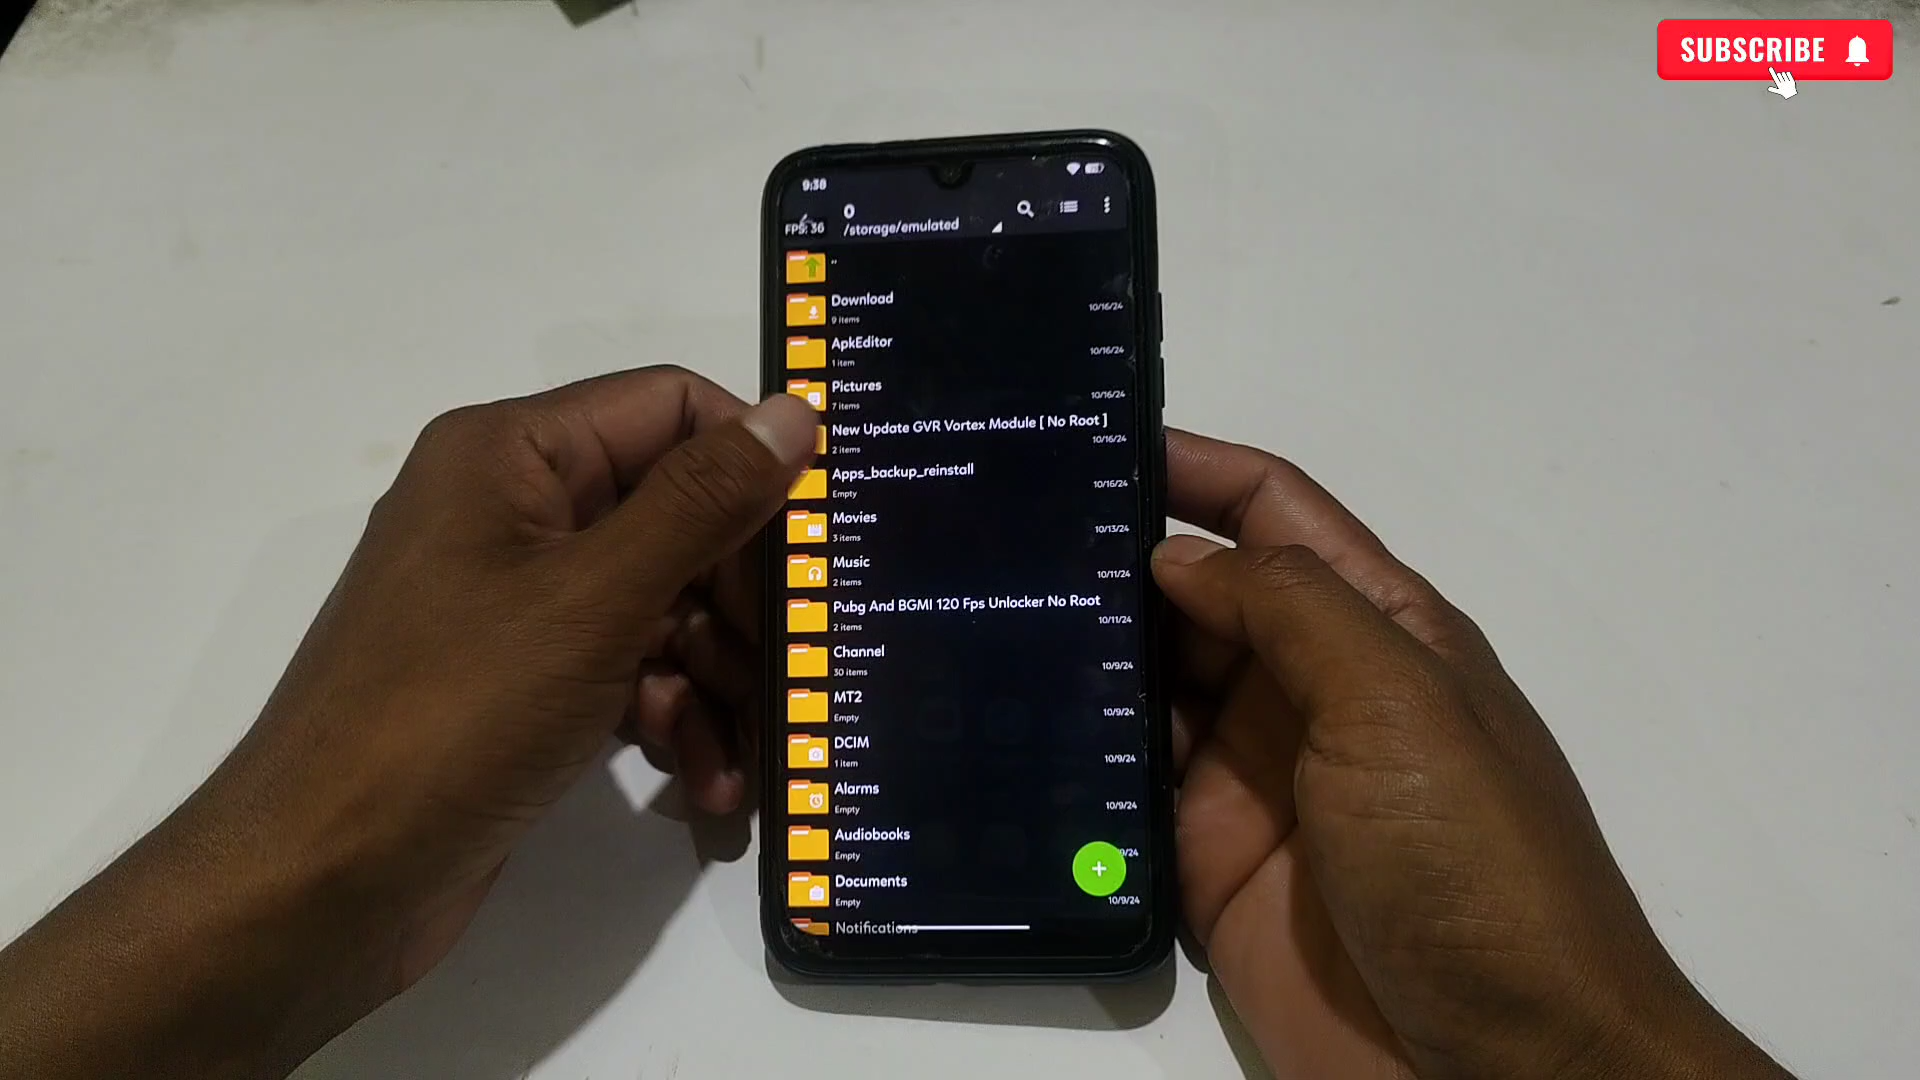 SUBSCRIBE
9:38
0
FPS: 36
/storage/emulated
..
Download
10/16/24
9 items
ApkEditor
10/16/24
1 item
Pictures
10/16/24
7 items
New Update GVR Vortex Module [ No Root ]
10/16/24
2 items
Apps_backup_reinstall
10/16/24
Empty
Movies
10/13/24
3 items
Music
10/11/24
2 items
Pubg And BGMI 120 Fps Unlocker No Root
10/11/24
2 items
Channel
10/9/24
30 items
MT2
10/9/24
Empty
DCIM
10/9/24
1 item
Alarms
10/9/24
Empty
Audiobooks
9/24
Empty
Documents
10/9/24
Empty
Notifications